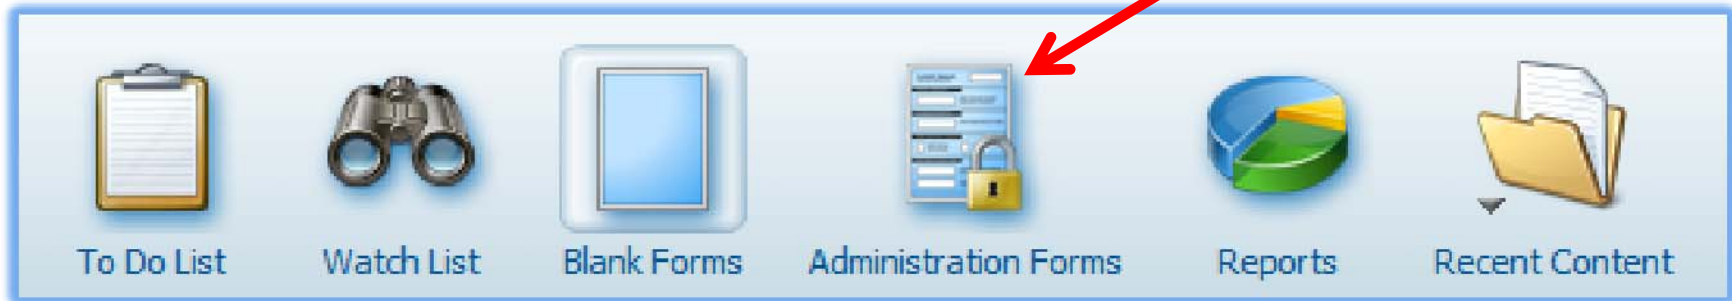 To Do List
Watch List
Blank Forms
Administration Forms
Reports
Recent Content